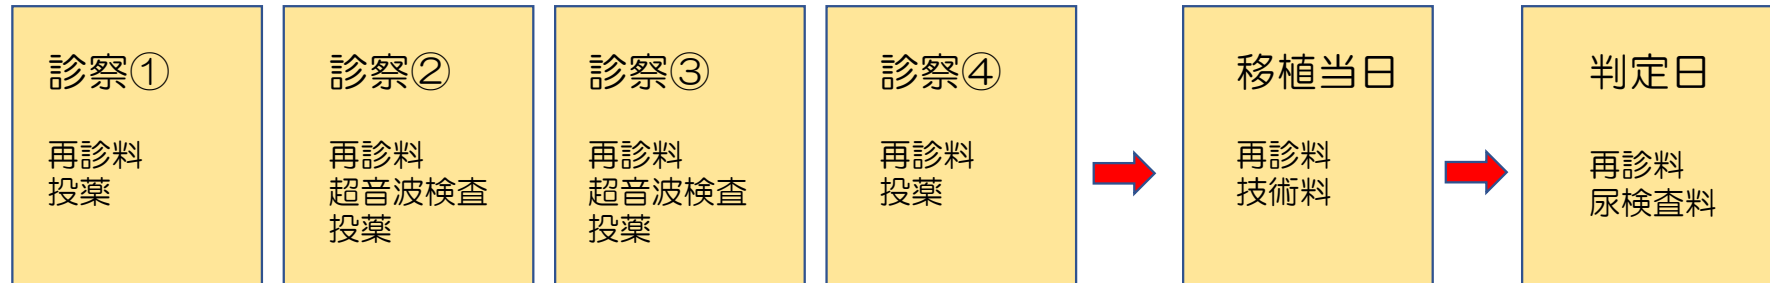 診察①
再診料
投薬
診察②
再診料
超音波検査
投薬
診察③
再診料
超音波検査
投薬
診察④
再診料
投薬
移植当日
再診料
技術料
判定日
再診料
尿検査料